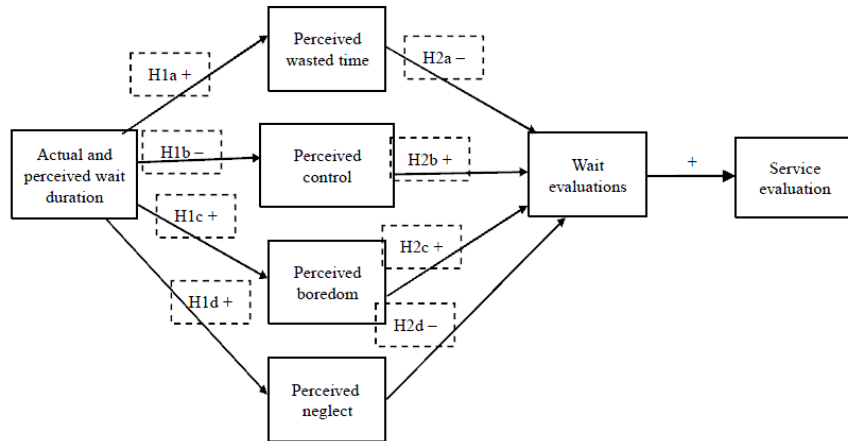 Perceived
wasted time
H1a +
H2a –
Actual and
perceived wait
duration
H1b –
Perceived
control
H2b +
Wait
evaluations
+
Service
evaluation
H1c +
Perceived
boredom
H2c +
H1d +
H2d –
Perceived
neglect